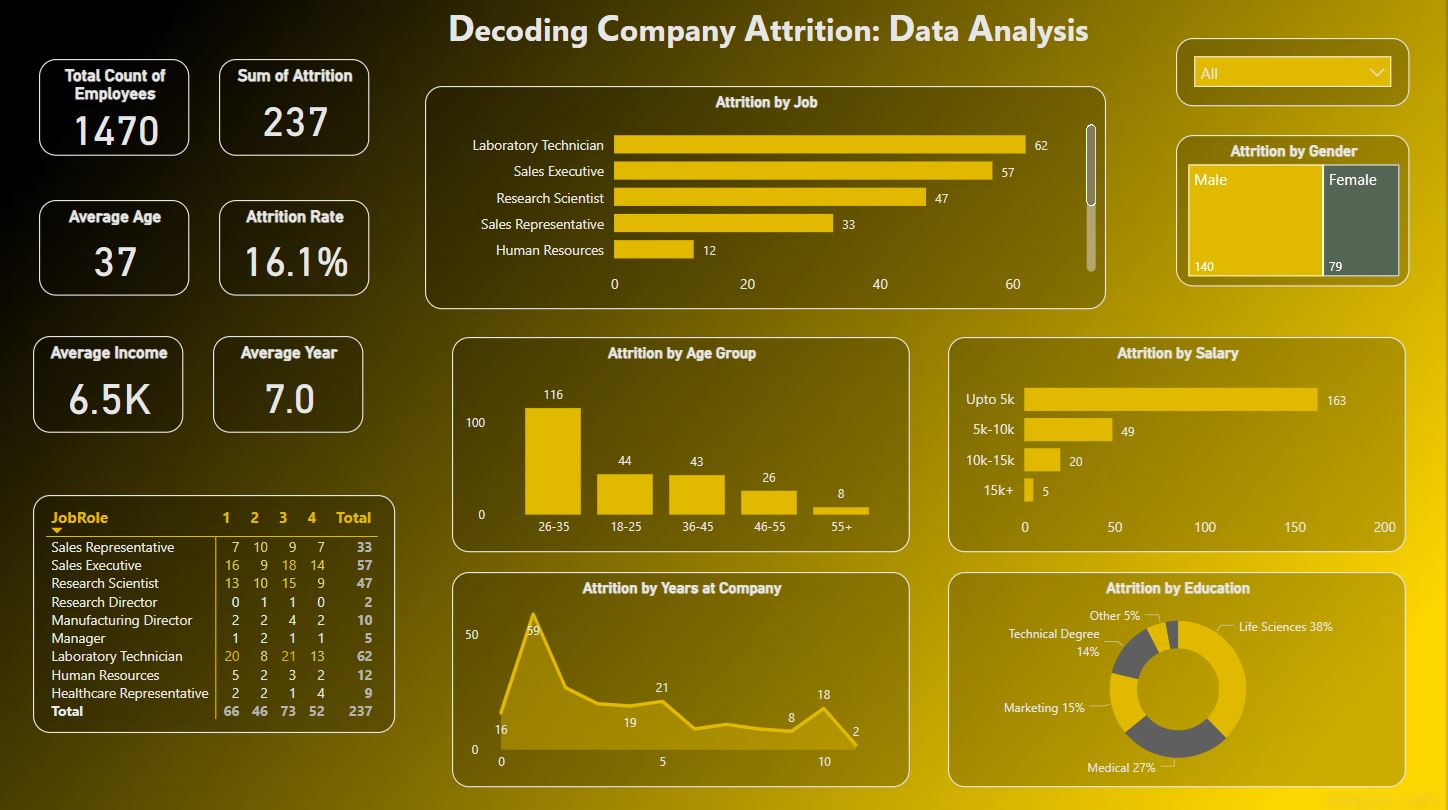 Decoding Company Attrition: Data Analysis
Total Count of
Employees
1470
Sum of Attrition
237
Average Age
37
Attrition Rate
16.1%
Average Income
6.5K
Average Year
7.0
Attrition by Job
Laboratory Technician 62
Sales Executive 57
Research Scientist 47
Sales Representative 33
Human Resources 12
0 20 40 60
All
Attrition by Gender
Male Female
140 79
Attrition by Age Group
116
100
44 43
26
8
0
26-35 18-25 36-45 46-55 55+
Attrition by Salary
Upto 5k 163
5k-10k 49
10k-15k 20
15k+ 5
0 50 100 150 200
JobRole 1 2 3 4 Total
Sales Representative 7 10 9 7 33
Sales Executive 16 9 18 14 57
Research Scientist 13 10 15 9 47
Research Director 0 1 1 0 2
Manufacturing Director 2 2 4 2 10
Manager 1 2 1 1 5
Laboratory Technician 20 8 21 13 62
Human Resources 5 2 3 2 12
Healthcare Representative 2 2 1 4 9
Total 66 46 73 52 237
Attrition by Years at Company
50
59
21
18
16
19
8
2
0
0 5 10
Attrition by Education
Other 5%
Life Sciences 38%
Technical Degree
14%
Marketing 15%
Medical 27%